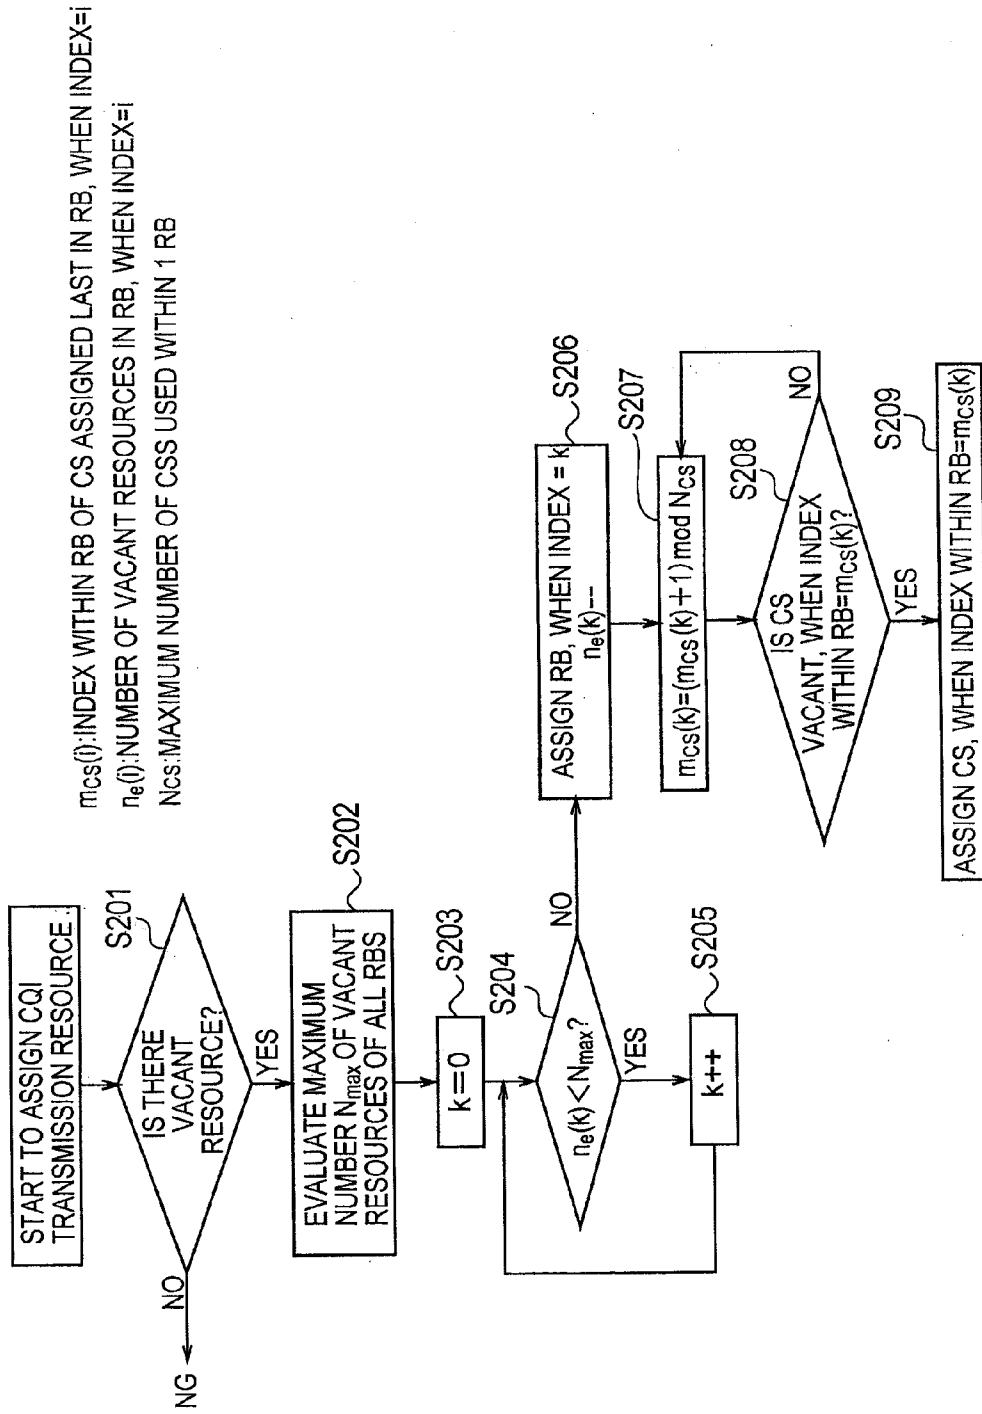 mcs(i):INDEX WITHIN RB OF CS ASSIGNED LAST IN RB, WHEN INDEX=i
ne(i):NUMBER OF VACANT RESOURCES IN RB, WHEN INDEX=i
Ncs:MAXIMUM NUMBER OF CSS USED WITHIN 1 RB
START TO ASSIGN CQI
TRANSMISSION RESOURCE.
S201
IS THERE
VACANT
RESOURCE?
NO
NG
YES
S202
EVALUATE MAXIMUM
NUMBER Nmax OF VACANT
RESOURCES OF ALL RBS
S203
k=0
S204
ne(k)<Nmax?
NO
YES
S205
k++
S206
ASSIGN RB, WHEN INDEX = k
ne(k)--
S207
mcs(k)=(mcs(k)+1) mod Ncs
S208
IS CS
VACANT, WHEN INDEX
WITHIN RB=mcs(k)?
NO
YES
S209
ASSIGN CS, WHEN INDEX WITHIN RB=mcs(k)